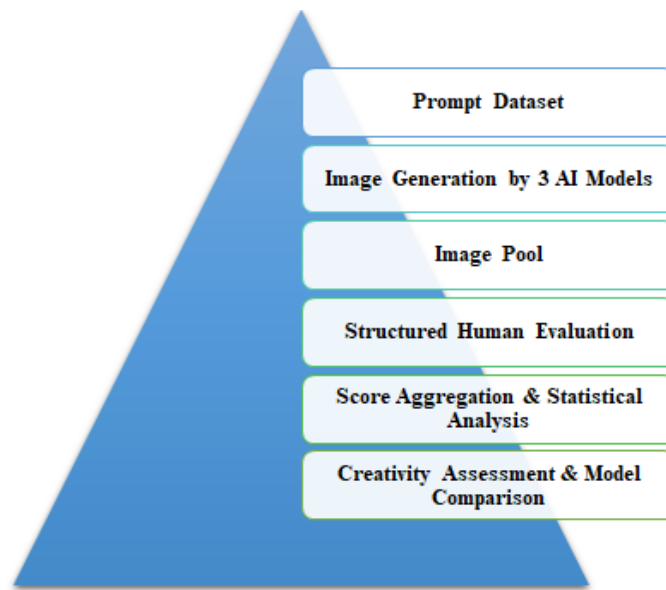 Prompt Dataset
Image Generation by 3 AI Models
Image Pool
Structured Human Evaluation
Score Aggregation & Statistical
Analysis
Creativity Assessment & Model
Comparison